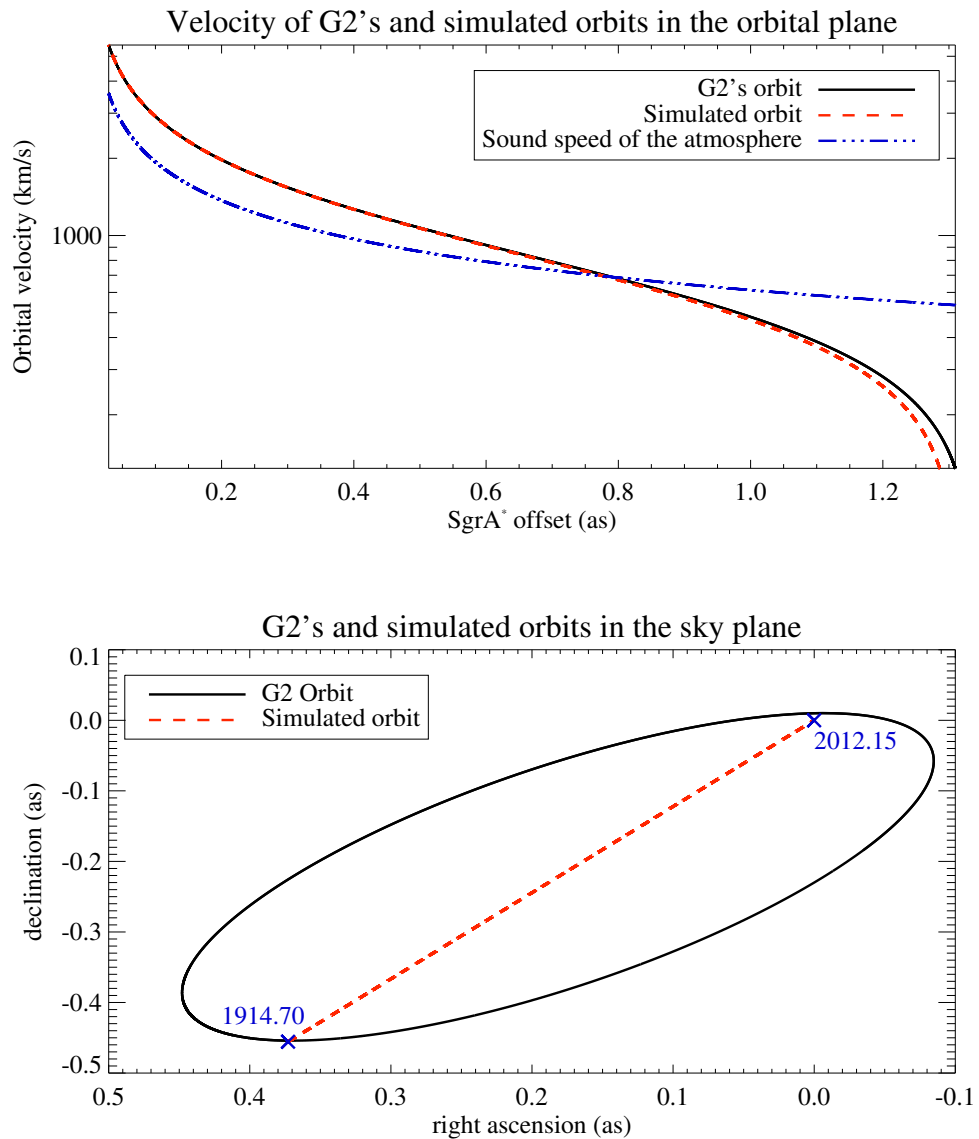 Velocity of G2's and simulated orbits in the orbital plane
G2's orbit
Simulated orbit
Sound speed of the atmosphere
Orbital velocity (km/s)
1000
0.2 0.4 0.6 0.8 1.0 1.2
SgrA* offset (as)
G2's and simulated orbits in the sky plane
G2 Orbit
Simulated orbit
declination (as)
0.1
0.0
-0.1
-0.2
-0.3
-0.4
-0.5
2012.15
1914.70
0.5 0.4 0.3 0.2 0.1 0.0 -0.1
right ascension (as)